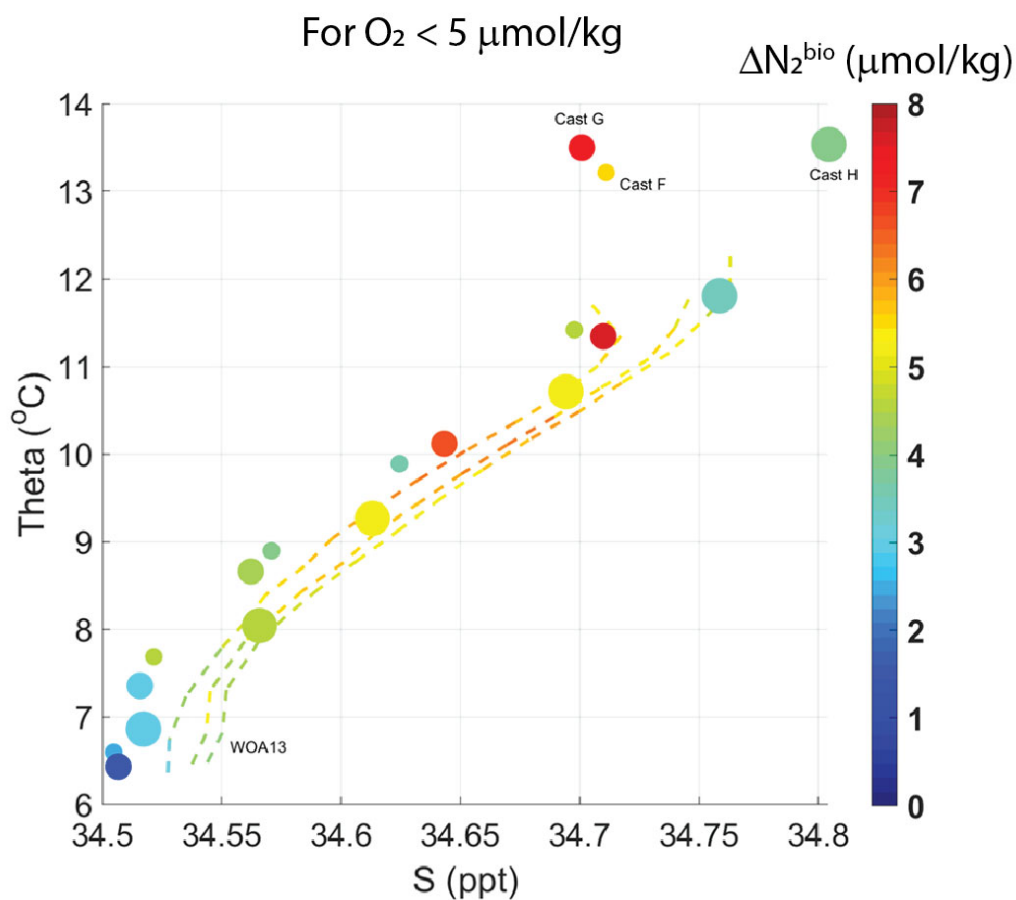 For O₂ < 5 µmol/kg
ΔN₂ᵇⁱᵒ (µmol/kg)
14
13
12
11
10
9
8
7
6
Theta (°C)
Cast G
Cast F
Cast H
WOA13
34.5 34.55 34.6 34.65 34.7 34.75 34.8
S (ppt)
8
7
6
5
4
3
2
1
0